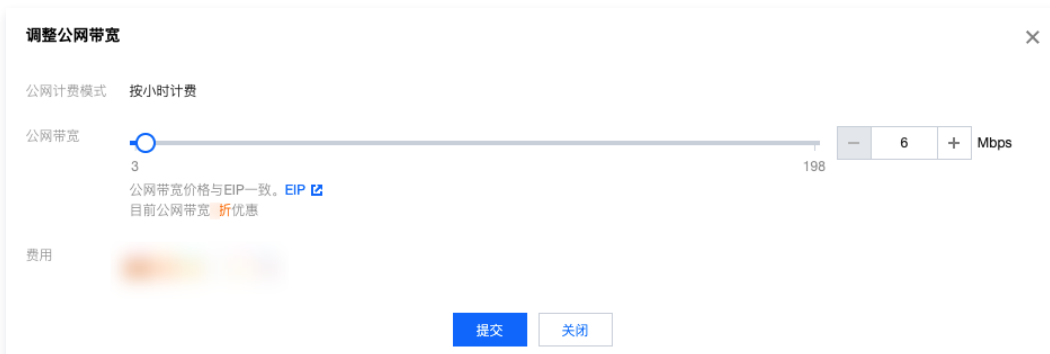 调整公网带宽
公网计费模式 按小时计费
公网带宽
6 Mbps
3 198
公网带宽价格与EIP一致。EIP
目前公网带宽 折优惠
费用
提交 关闭